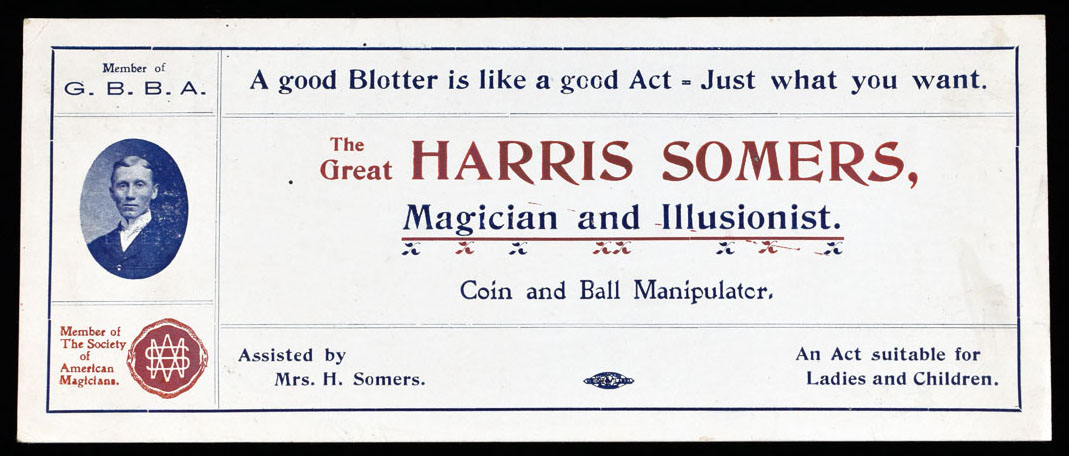 Member of
G. B. B. A.
A good Blotter is like a good Act = Just what you want.
The
Great HARRIS SOMERS,
Magician and Illusionist.
Coin and Ball Manipulator.
Member of
The Society
of
American
Magicians.
SAM
Assisted by
Mrs. H. Somers.
An Act suitable for
Ladies and Children.